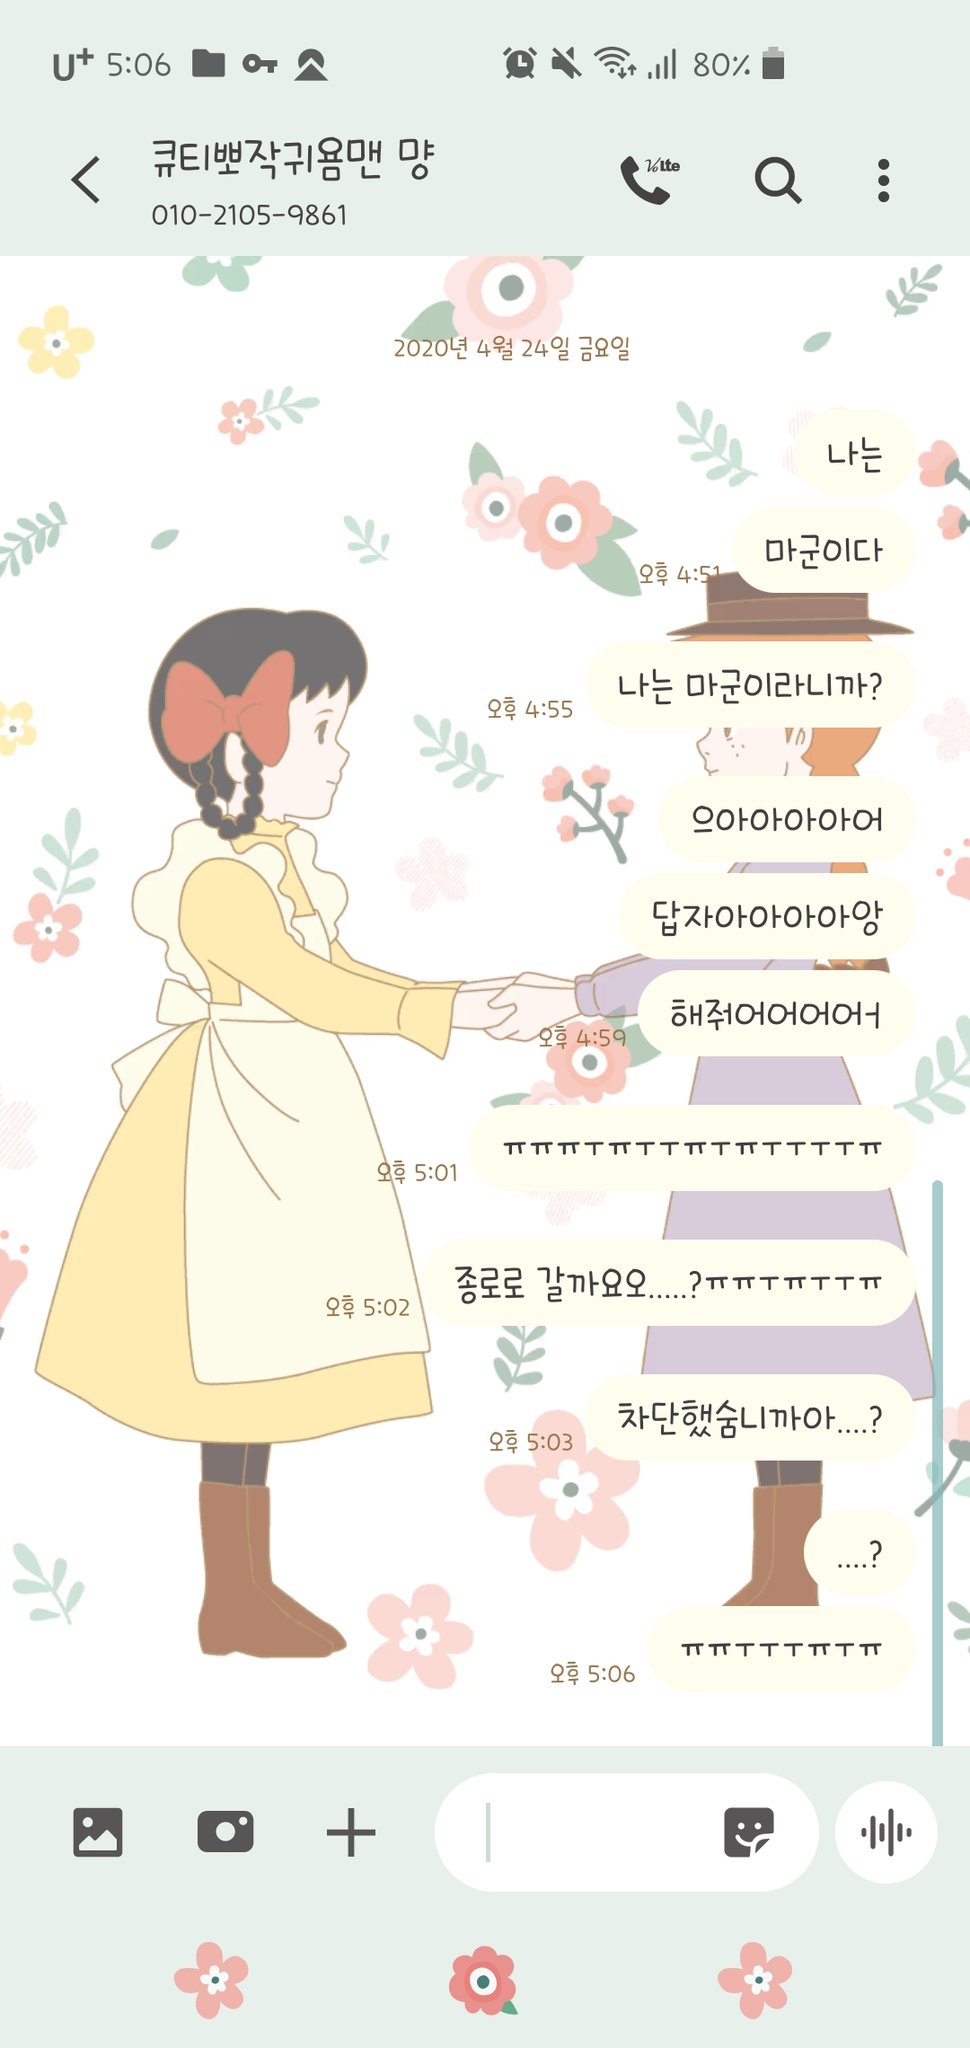 U+ 5:06 80%
큐티뽀작귀욤맨 먛
010-2105-9861
VoLte
2020년 4월 24일 금요일
나는
마군이다
오후 4:51
나는 마군이라니까?
오후 4:55
으아아아아어
답자아아아아앙
해줘어어어어ㅓ
오후 4:59
ㅠㅠㅠㅜㅠㅜㅜㅠㅜㅠㅜㅜㅜㅜㅠ
오후 5:01
종로로 갈까요오.....?ㅠㅠㅜㅠㅜㅜㅠ
오후 5:02
차단했숨니까아....?
오후 5:03
....?
ㅠㅠㅜㅜㅜㅠㅜㅠ
오후 5:06